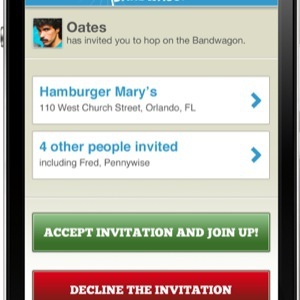 Oates
has invited you to hop on the Bandwagon.
Hamburger Mary's
110 West Church Street, Orlando, FL
4 other people invited
including Fred, Pennywise
ACCEPT INVITATION AND JOIN UP!
DECLINE THE INVITATION